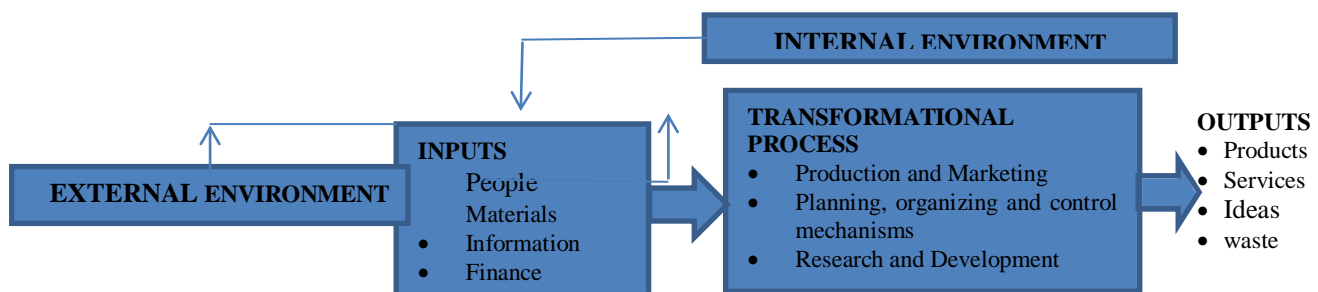 INTERNAL ENVIRONMENT
EXTERNAL ENVIRONMENT
INPUTS
People
Materials
• Information
• Finance
TRANSFORMATIONAL
PROCESS
• Production and Marketing
• Planning, organizing and control
mechanisms
• Research and Development
OUTPUTS
• Products
• Services
• Ideas
• waste